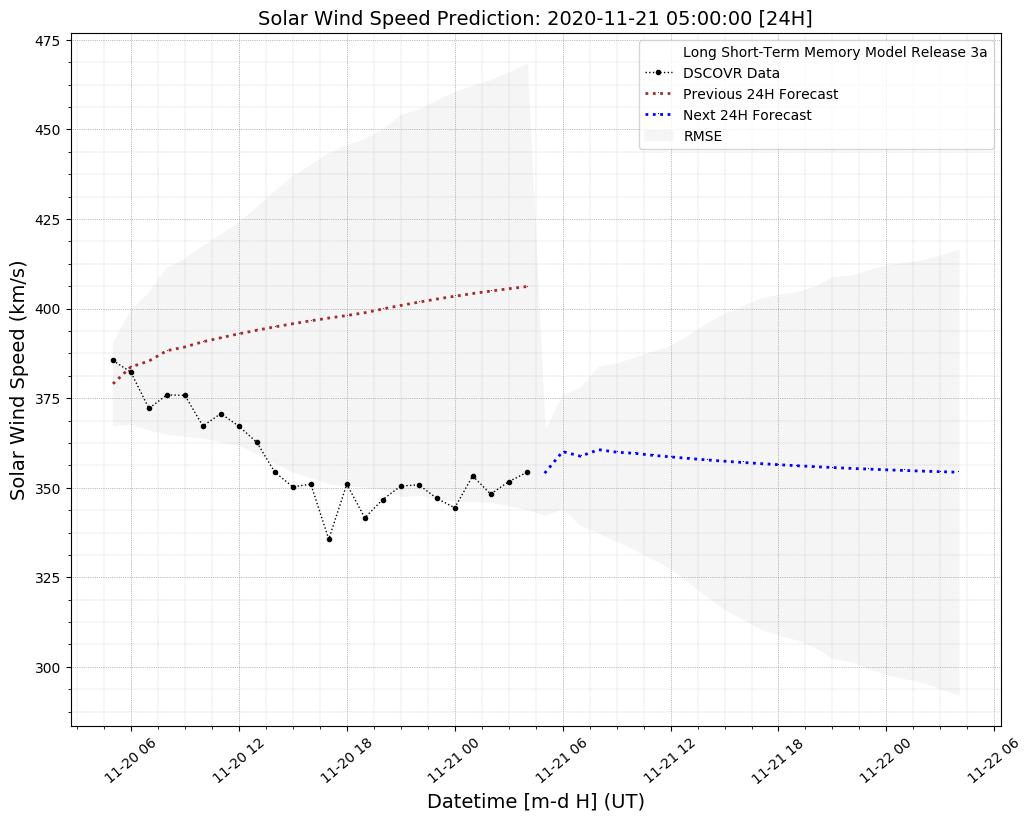 Solar Wind Speed Prediction: 2020-11-21 05:00:00 [24H]
Long Short-Term Memory Model Release 3a
DSCOVR Data
Previous 24H Forecast
Next 24H Forecast
RMSE
Solar Wind Speed (km/s)
475
450
425
400
375
350
325
300
11-20 06
11-20 12
11-20 18
11-21 00
11-21 06
11-21 12
11-21 18
11-22 00
11-22 06
Datetime [m-d H] (UT)